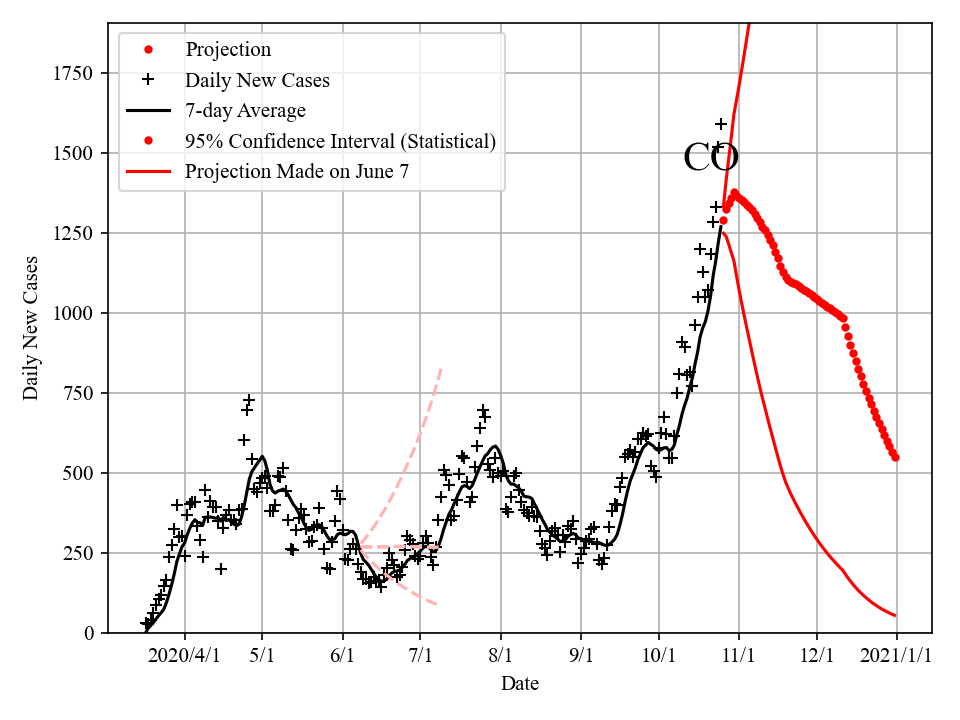 Projection
Daily New Cases
7-day Average
95% Confidence Interval (Statistical)
Projection Made on June 7
CO
Daily New Cases
1750
1500
1250
1000
750
500
250
0
2020/4/1 5/1 6/1 7/1 8/1 9/1 10/1 11/1 12/1 2021/1/1
Date